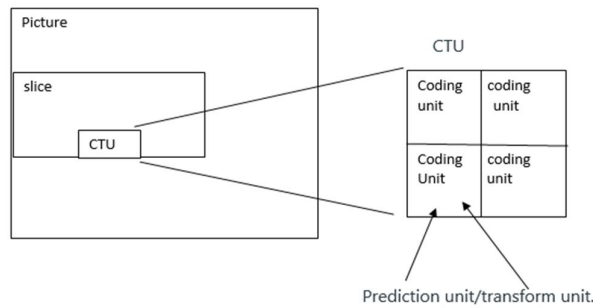 Picture
slice
CTU
CTU
Coding
unit
coding
unit
Coding
Unit
coding
unit
Prediction unit/transform unit.